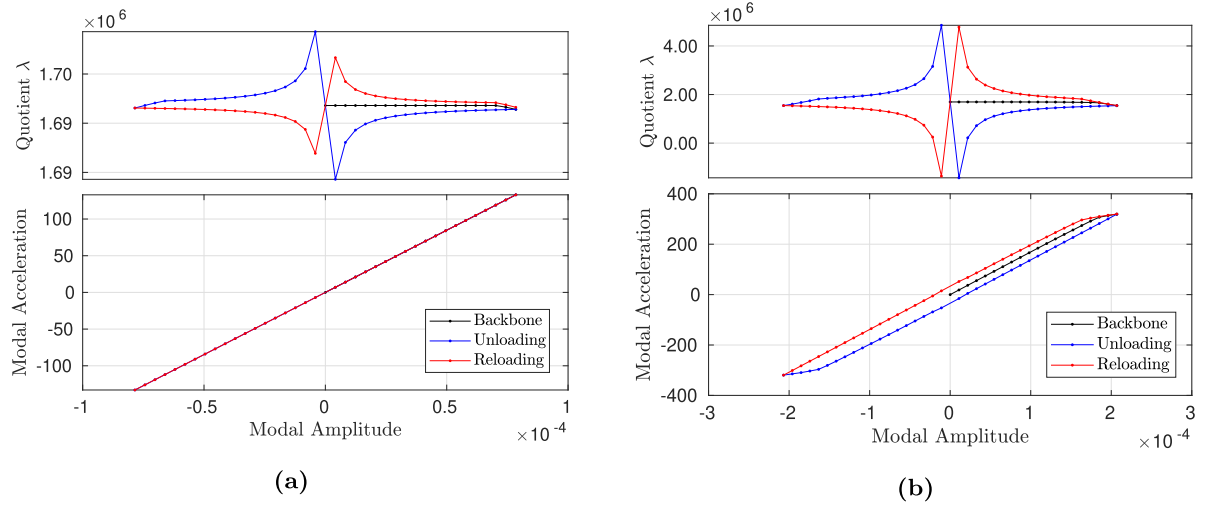 ×10 6
1.70
1.69
1.69
Quotient λ
100
50
0
-50
-100
Modal Acceleration
Backbone
Unloading
Reloading
-1
-0.5
0
0.5
1
Modal Amplitude
×10 -4
(a)
×10 6
4.00
2.00
0.00
Quotient λ
400
200
0
-200
-400
Modal Acceleration
Backbone
Unloading
Reloading
-3
-2
-1
0
1
2
3
Modal Amplitude
×10 -4
(b)